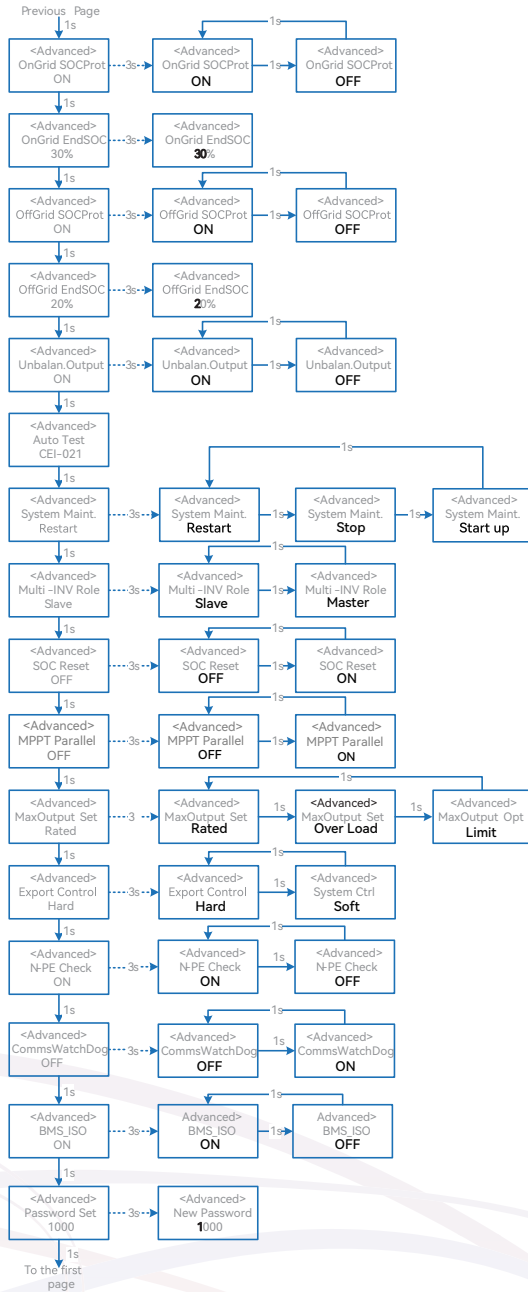 Previous Page
1s
1s
<Advanced>
OnGrid SOCProt
ON
3s
<Advanced>
OnGrid SOCProt
ON
1s
<Advanced>
OnGrid SOCProt
OFF
1s
<Advanced>
OnGrid EndSOC
30%
3s
<Advanced>
OnGrid EndSOC
30%
1s
1s
<Advanced>
OffGrid SOCProt
ON
3s
<Advanced>
OffGrid SOCProt
ON
1s
<Advanced>
OffGrid SOCProt
OFF
1s
<Advanced>
OffGrid EndSOC
20%
3s
<Advanced>
OffGrid EndSOC
20%
1s
1s
<Advanced>
Unbalan.Output
ON
3s
<Advanced>
Unbalan.Output
ON
1s
<Advanced>
Unbalan.Output
OFF
1s
<Advanced>
Auto Test
CEI-021
1s
1s
<Advanced>
System Maint.
Restart
3s
<Advanced>
System Maint.
Restart
1s
<Advanced>
System Maint.
Stop
1s
<Advanced>
System Maint.
Start up
1s
1s
<Advanced>
Multi -INV Role
Slave
3s
<Advanced>
Multi -INV Role
Slave
1s
<Advanced>
Multi -INV Role
Master
1s
1s
<Advanced>
SOC Reset
OFF
3s
<Advanced>
SOC Reset
OFF
1s
<Advanced>
SOC Reset
ON
1s
1s
<Advanced>
MPPT Parallel
OFF
3s
<Advanced>
MPPT Parallel
OFF
1s
<Advanced>
MPPT Parallel
ON
1s
1s
<Advanced>
MaxOutput Set
Rated
3
<Advanced>
MaxOutput Set
Rated
1s
<Advanced>
MaxOutput Set
Over Load
1s
<Advanced>
MaxOutput Opt
Limit
1s
1s
<Advanced>
Export Control
Hard
3s
<Advanced>
Export Control
Hard
1s
<Advanced>
System Ctrl
Soft
1s
1s
<Advanced>
N-PE Check
ON
3s
<Advanced>
N-PE Check
ON
1s
<Advanced>
N-PE Check
OFF
1s
1s
<Advanced>
CommsWatchDog
OFF
3s
<Advanced>
CommsWatchDog
OFF
1s
<Advanced>
CommsWatchDog
ON
1s
1s
<Advanced>
BMS_ISO
ON
3s
Advanced>
BMS_ISO
ON
1s
<Advanced>
BMS_ISO
OFF
1s
<Advanced>
Password Set
1000
3s
<Advanced>
New Password
1000
1s
To the first
page